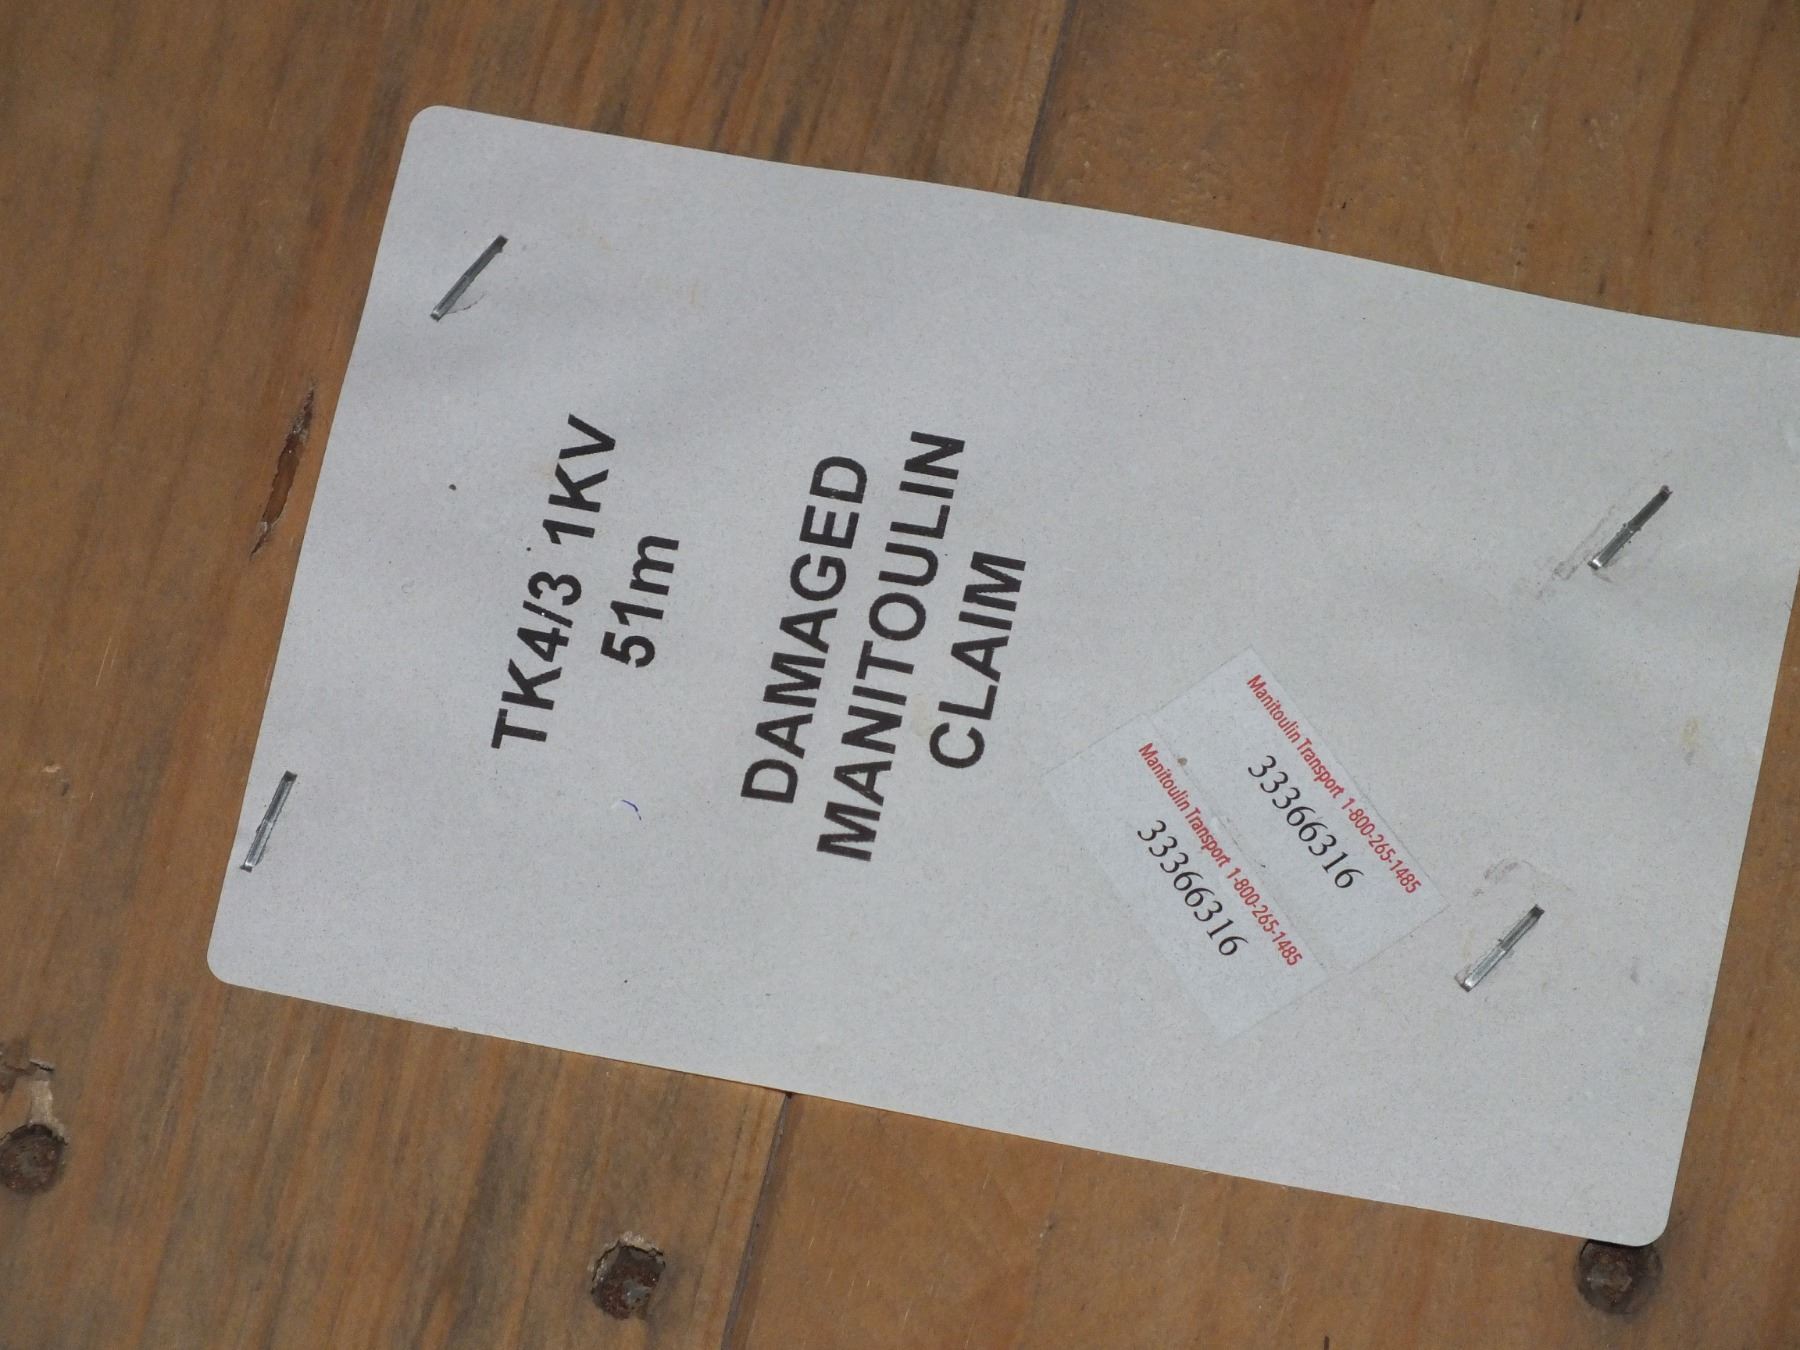 TK4/3 1KV
51m
DAMAGED
MANITOULIN
CLAIM
Manitoulin Transport 1-800-265-1485
33366316
Manitoulin Transport 1-800-265-1485
33366316